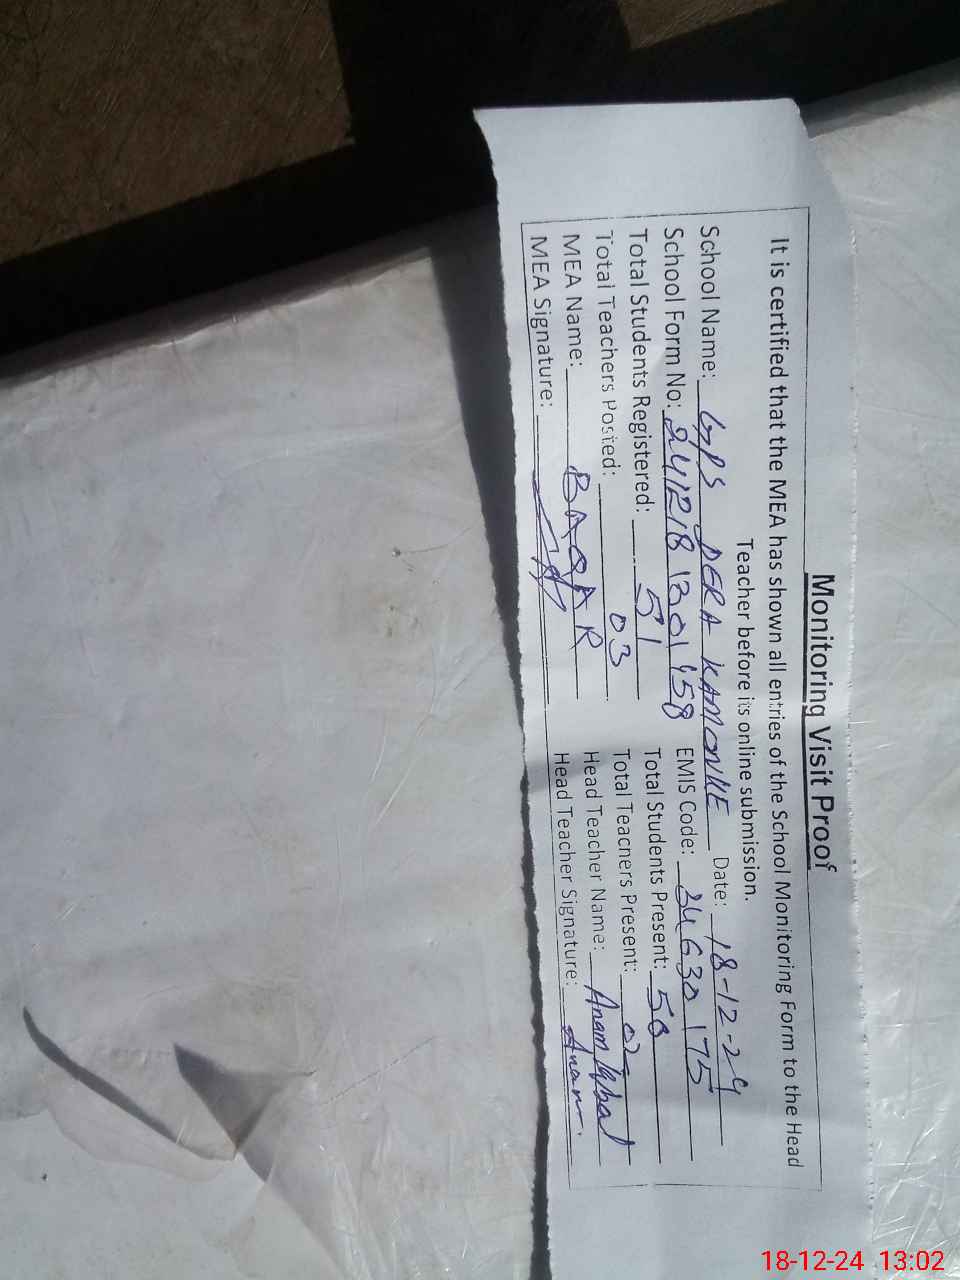 Monitoring Visit Proof
It is certified that the MEA has shown all entries of the School Monitoring Form to the Head
Teacher before its online submission.
School Name: GPS DERA KAMONKE Date: 18-12-24
School Form No: 241218 1301458 EMIS Code: 34630175
Total Students Registered: 51 Total Students Present: 50
Total Teachers Posted: 03 Total Teachers Present: 02
MEA Name: BAQAR Head Teacher Name: Anam Iqbal
MEA Signature: Head Teacher Signature: Anam
18-12-24 13:02